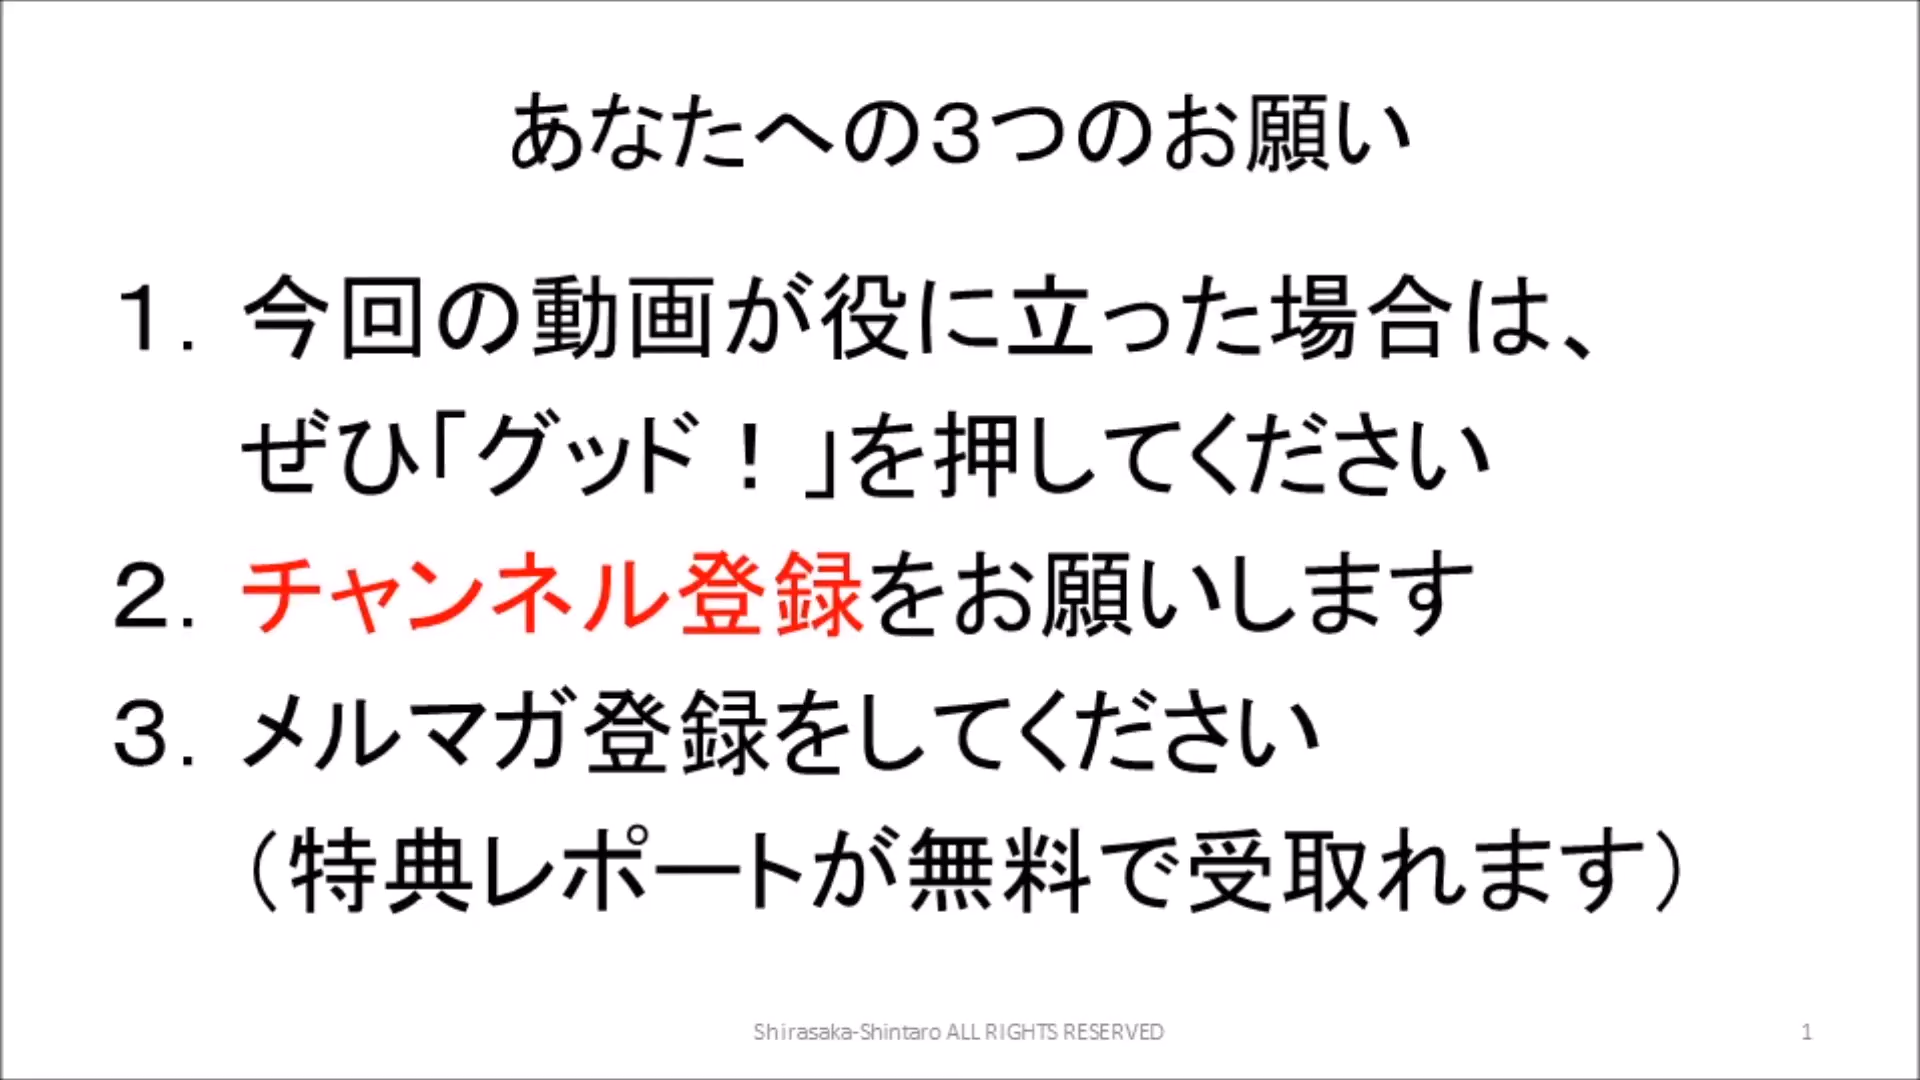 あなたへの３つのお願い
１．今回の動画が役に立った場合は、
ぜひ「グッド！」を押してください
２．チャンネル登録をお願いします
３．メルマガ登録をしてください
（特典レポートが無料で受取れます）
Shirasaka-Shintaro ALL RIGHTS RESERVED
1